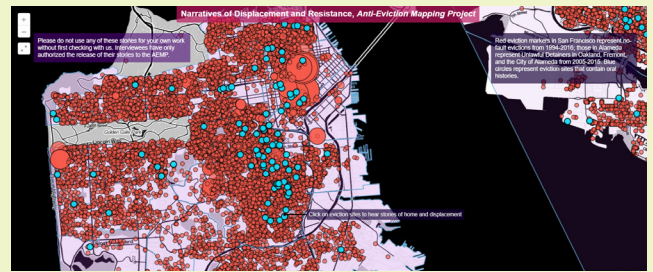 Narratives of Displacement and Resistance, Anti-Eviction Mapping Project
+
−
Please do not use any of these stories for your own work
without first checking with us. Interviewees have only
authorized the release of their stories to the AEMP.
Red eviction markers in San Francisco represent no-
fault evictions from 1994-2016; those in Alameda
represent Unlawful Detainers in Oakland, Fremont,
and the City of Alameda from 2005-2015. Blue
circles represent eviction sites that contain oral
histories.
Golden Gate
Click on eviction sites to hear stories of home and displacement